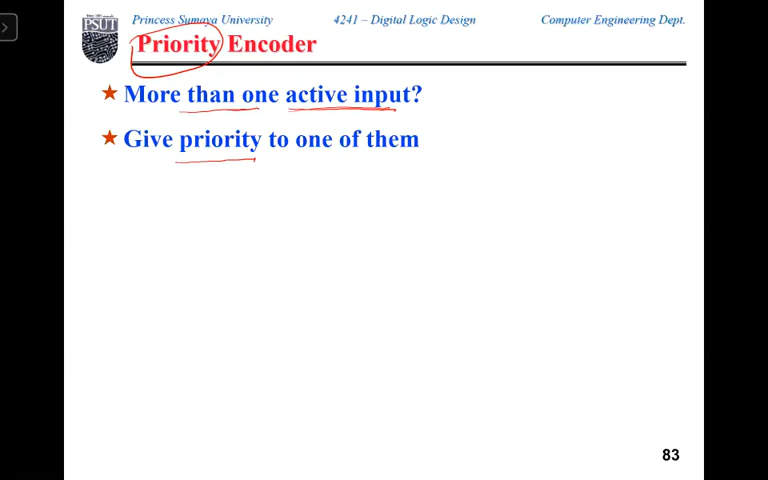 Princess Sumaya University 4241 – Digital Logic Design Computer Engineering Dept.
PSUT
Priority Encoder
★ More than one active input?
★ Give priority to one of them
83